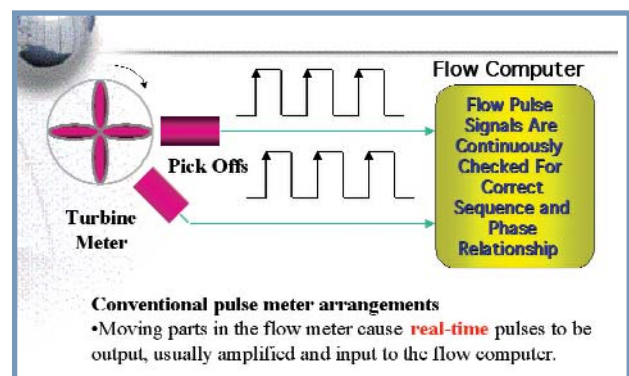 Flow Computer
Flow Pulse
Signals Are
Continuously
Checked For
Correct
Sequence and
Phase
Relationship
Pick Offs
Turbine
Meter
Conventional pulse meter arrangements
•Moving parts in the flow meter cause real-time pulses to be
output, usually amplified and input to the flow computer.